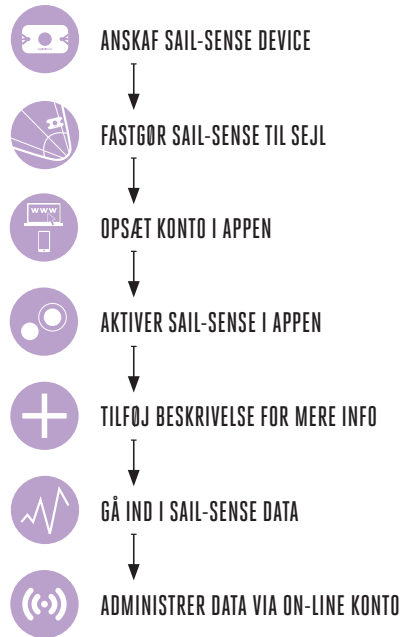 ANSKAF SAIL-SENSE DEVICE
FASTGØR SAIL-SENSE TIL SEJL
WWW
OPSÆT KONTO I APPEN
AKTIVER SAIL-SENSE I APPEN
TILFØJ BESKRIVELSE FOR MERE INFO
GÅ IND I SAIL-SENSE DATA
ADMINISTRER DATA VIA ON-LINE KONTO